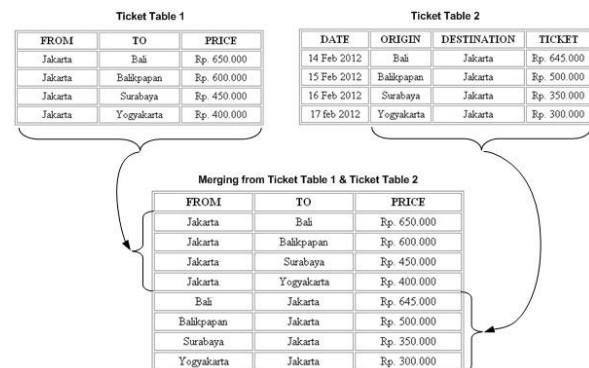 Ticket Table 1
FROM TO PRICE
Jakarta Bali Rp. 650.000
Jakarta Balikpapan Rp. 600.000
Jakarta Surabaya Rp. 450.000
Jakarta Yogyakarta Rp. 400.000
Ticket Table 2
DATE ORIGIN DESTINATION TICKET
14 Feb 2012 Bali Jakarta Rp. 645.000
15 Feb 2012 Balikpapan Jakarta Rp. 500.000
16 Feb 2012 Surabaya Jakarta Rp. 350.000
17 feb 2012 Yogyakarta Jakarta Rp. 300.000
Merging from Ticket Table 1 & Ticket Table 2
FROM TO PRICE
Jakarta Bali Rp. 650.000
Jakarta Balikpapan Rp. 600.000
Jakarta Surabaya Rp. 450.000
Jakarta Yogyakarta Rp. 400.000
Bali Jakarta Rp. 645.000
Balikpapan Jakarta Rp. 500.000
Surabaya Jakarta Rp. 350.000
Yogyakarta Jakarta Rp. 300.000